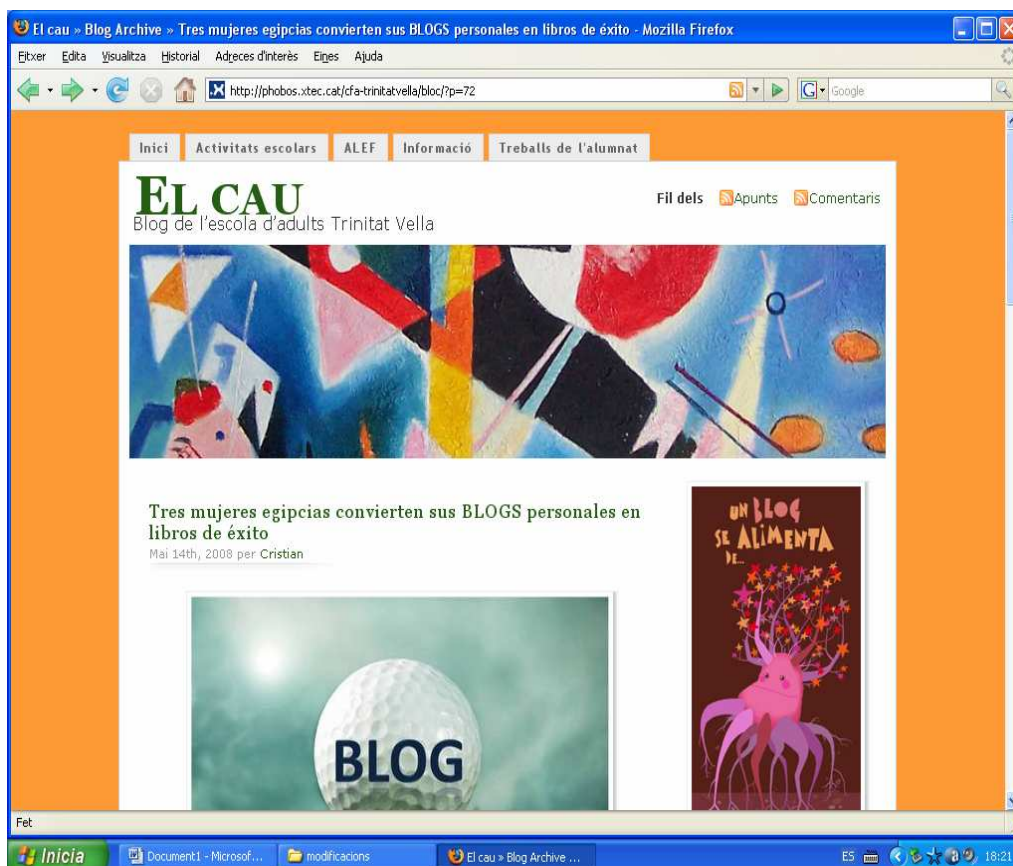 El cau » Blog Archive » Tres mujeres egipcias convierten sus BLOGS personales en libros de éxito - Mozilla Firefox
Fitxer Edita Visualitza Historial Adreces d'interès Eines Ajuda
http://phobos.xtec.cat/cfa-trinitatvella/bloc/?p=72 G Google
Inici Activitats escolars ALEF Informació Treballs de l'alumnat
EL CAU
Fil dels Apunts Comentaris
Blog de l'escola d'adults Trinitat Vella
Tres mujeres egipcias convierten sus BLOGS personales en
libros de éxito
Mai 14th, 2008 per Cristian
UN BLOG
SE ALIMENTA
DE...
BLOG
Fet
Inicia Document1 - Microsof... modificacions El cau » Blog Archive ... ES 18:21